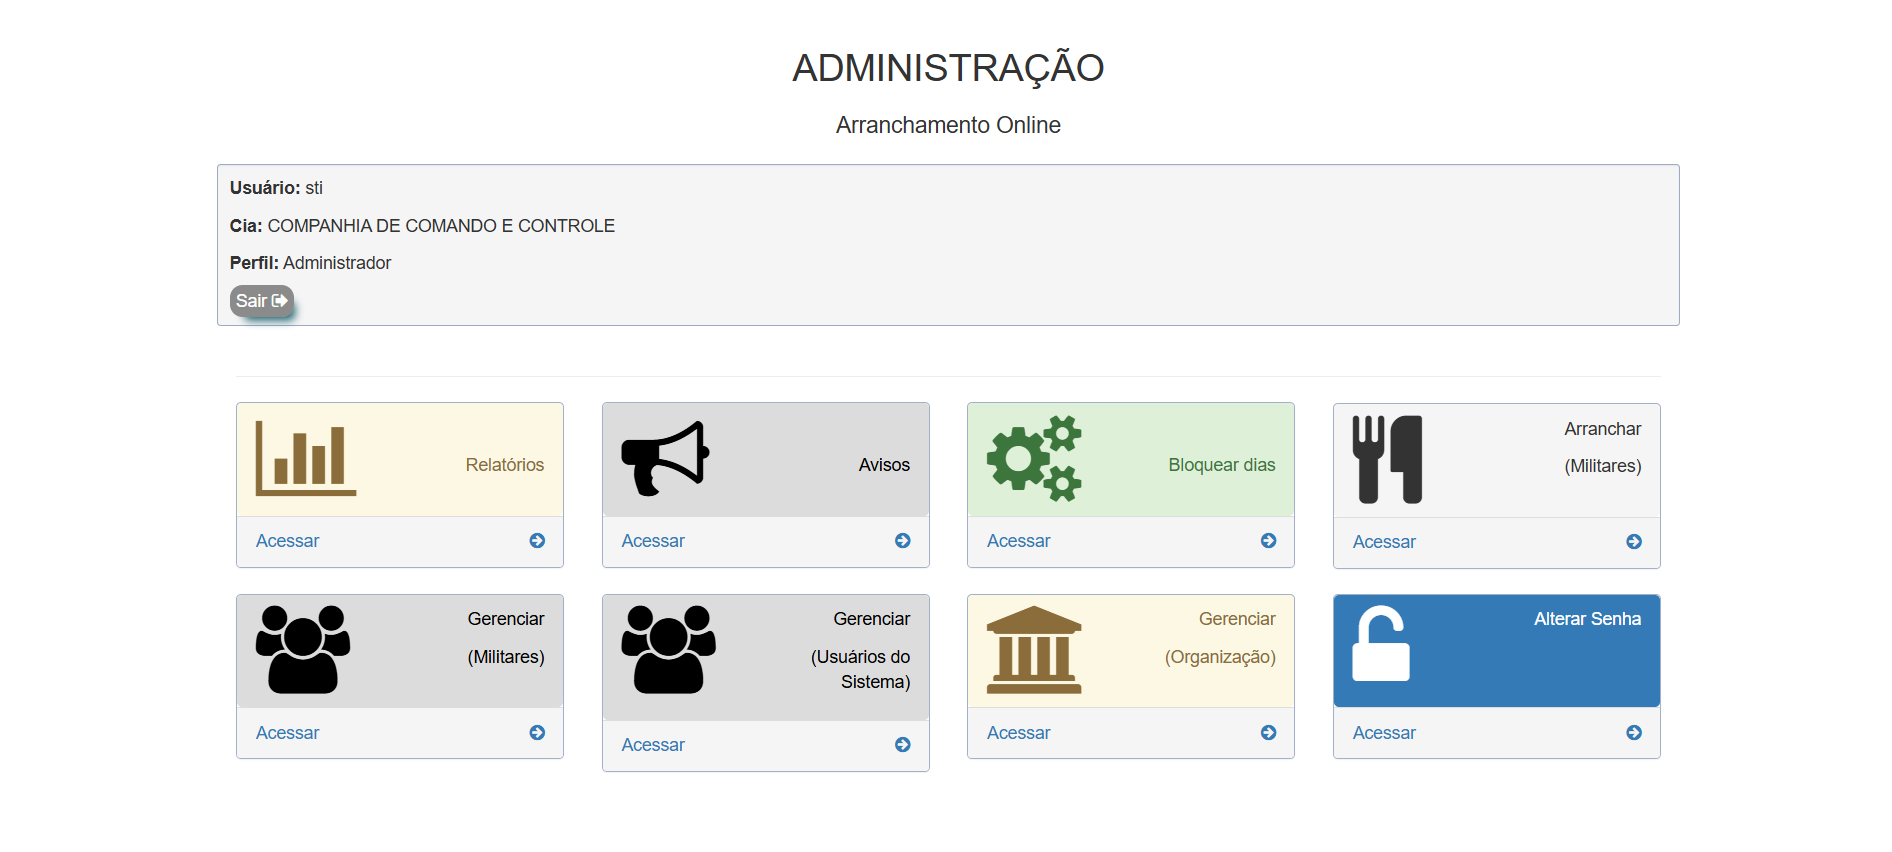 ADMINISTRAÇÃO
Arranchamento Online
Usuário: sti
Cia: COMPANHIA DE COMANDO E CONTROLE
Perfil: Administrador
Sair
Relatórios
Acessar
Avisos
Acessar
Bloquear dias
Acessar
Arranchar
(Militares)
Acessar
Gerenciar
(Militares)
Acessar
Gerenciar
(Usuários do
Sistema)
Acessar
Gerenciar
(Organização)
Acessar
Alterar Senha
Acessar